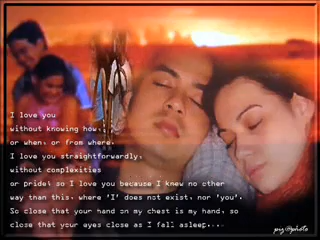 I love you
without knowing how,
or when, or from where,
I love you straightforwardly,
without complexities
or pride; so I love you because I know no other
way than this, where 'I' does not exist, nor 'you',
So close that your hand on my chest is my hand, so
close that your eyes close as I fall asleep...